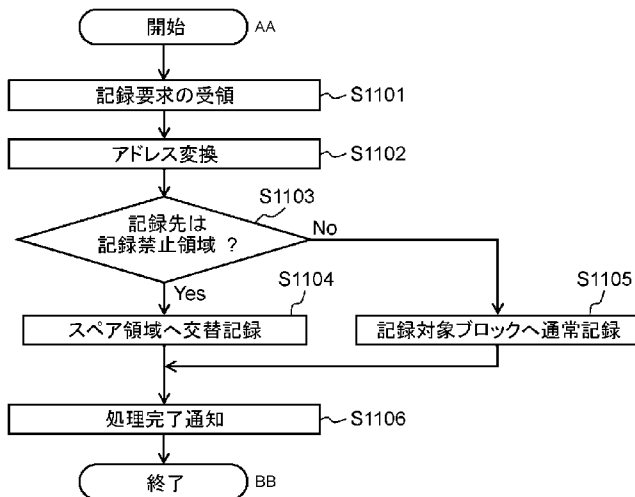 開始 AA
記録要求の受領 S1101
アドレス変換 S1102
S1103
記録先は
記録禁止領域 ?
No
Yes
S1104
スペア領域へ交替記録
S1105
記録対象ブロックへ通常記録
処理完了通知 S1106
終了 BB